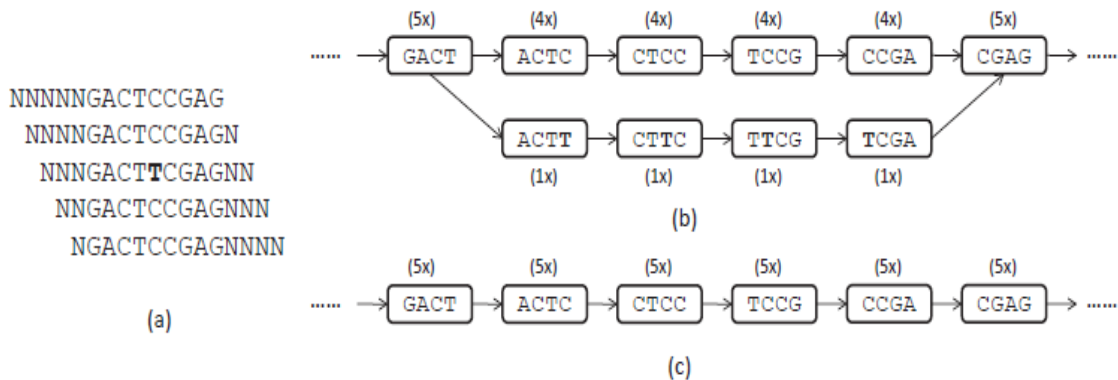 NNNNNGACTCCGAG
NNNNGACTCCGAGN
NNNGACTTCGAGNN
NNGACTCCGAGNNN
NGACTCCGAGNNNN
(a)
(5x) (4x) (4x) (4x) (4x) (5x)
...... GACT ACTC CTCC TCCG CCGA CGAG ......
ACTT CTTC TTCG TCGA
(1x) (1x) (1x) (1x)
(b)
(5x) (5x) (5x) (5x) (5x) (5x)
...... GACT ACTC CTCC TCCG CCGA CGAG ......
(c)